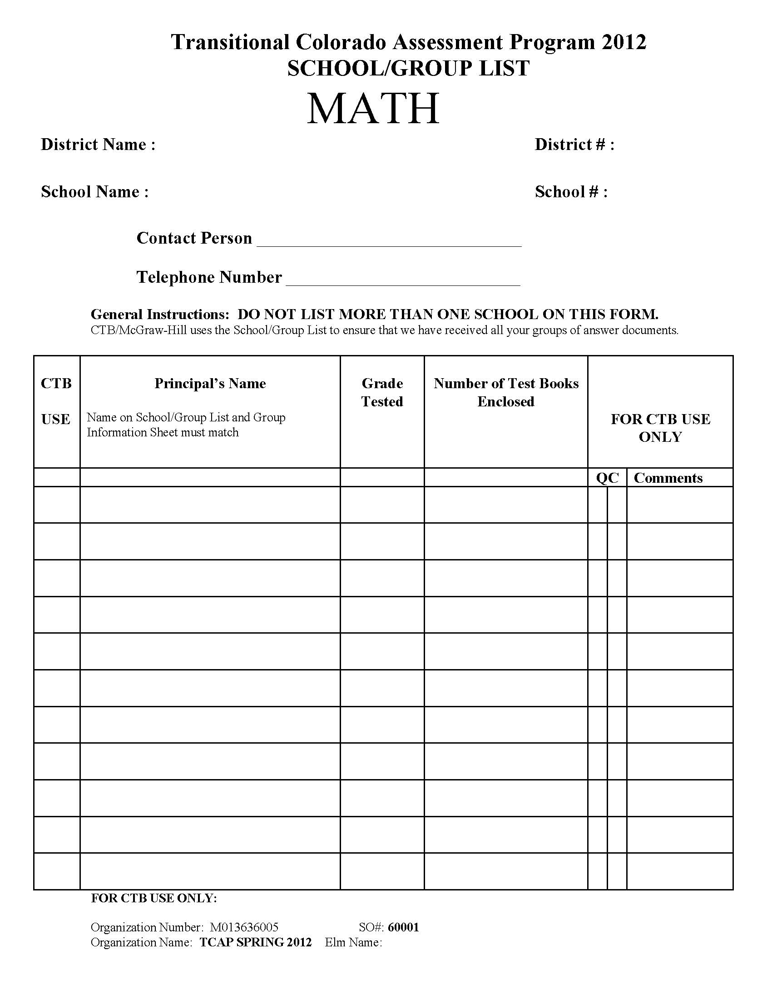 Transitional Colorado Assessment Program 2012
SCHOOL/GROUP LIST
MATH
District Name :
District # :
School Name :
School # :
Contact Person ______________________________
Telephone Number ___________________________
General Instructions:  DO NOT LIST MORE THAN ONE SCHOOL ON THIS FORM.
CTB/McGraw-Hill uses the School/Group List to ensure that we have received all your groups of answer documents.
CTB
USE
Principal’s Name
Name on School/Group List and Group
Information Sheet must match
Grade
Tested
Number of Test Books
Enclosed
FOR CTB USE
ONLY
QC
Comments
FOR CTB USE ONLY:
Organization Number:  M013636005
SO#: 60001
Organization Name:  TCAP SPRING 2012
Elm Name: